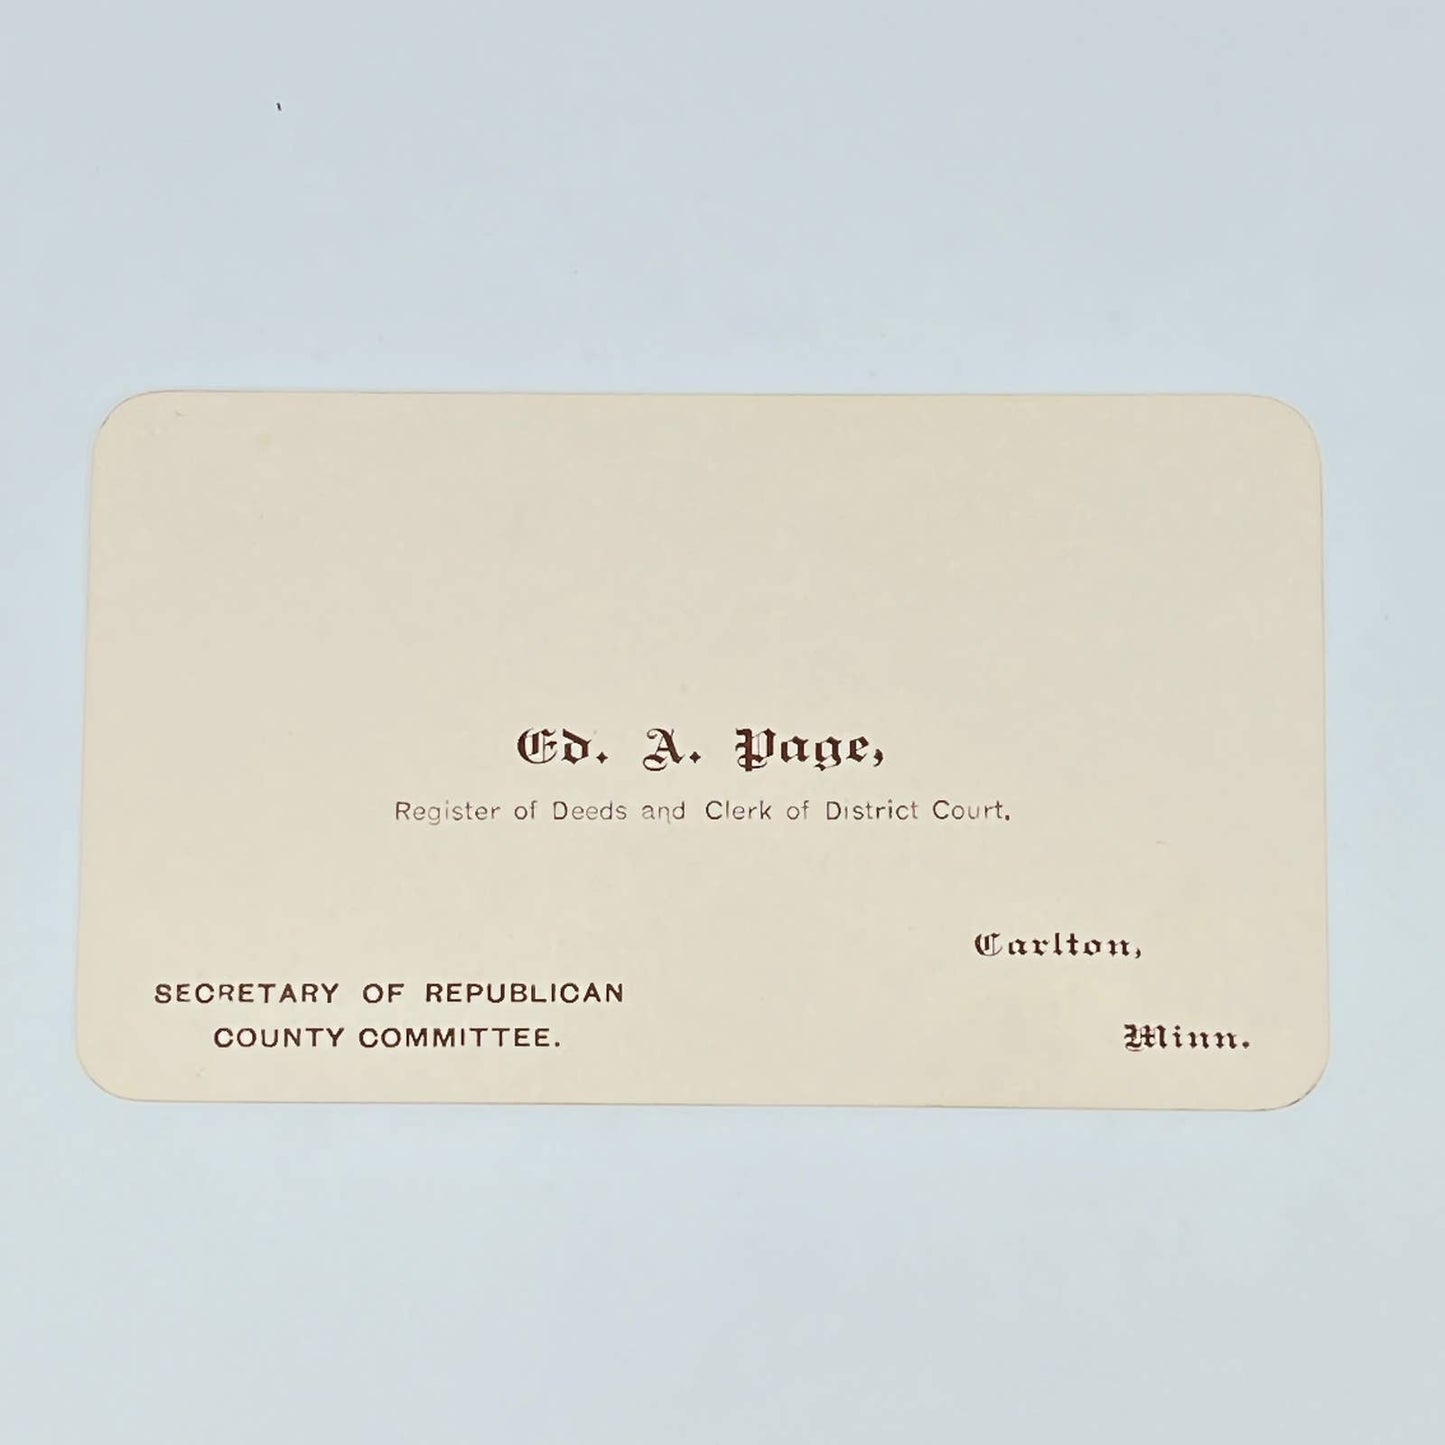 Ed. A. Page,
Register of Deeds and Clerk of District Court.
Carlton,
SECRETARY OF REPUBLICAN
COUNTY COMMITTEE.
Minn.